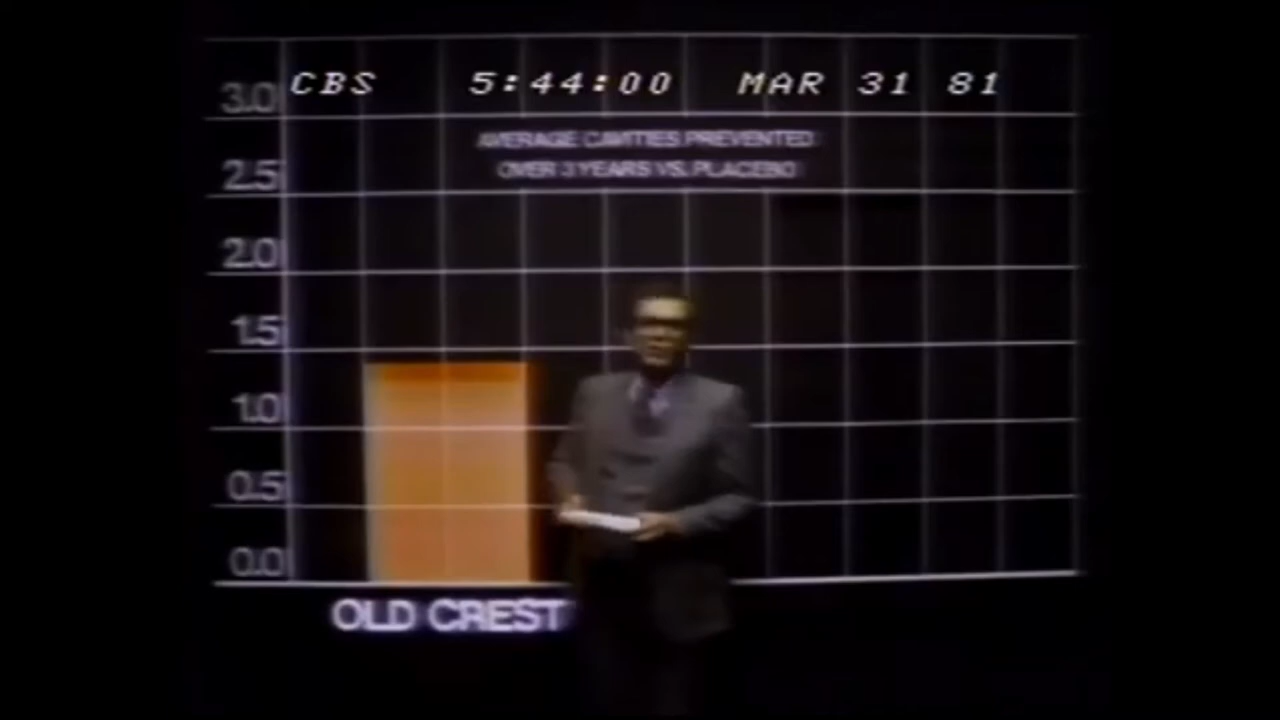 3.0
CBS 5:44:00 MAR 31 81
AVERAGE CAVITIES PREVENTED
OVER 3 YEARS VS. PLACEBO
2.5
2.0
1.5
1.0
0.5
0.0
OLD CREST